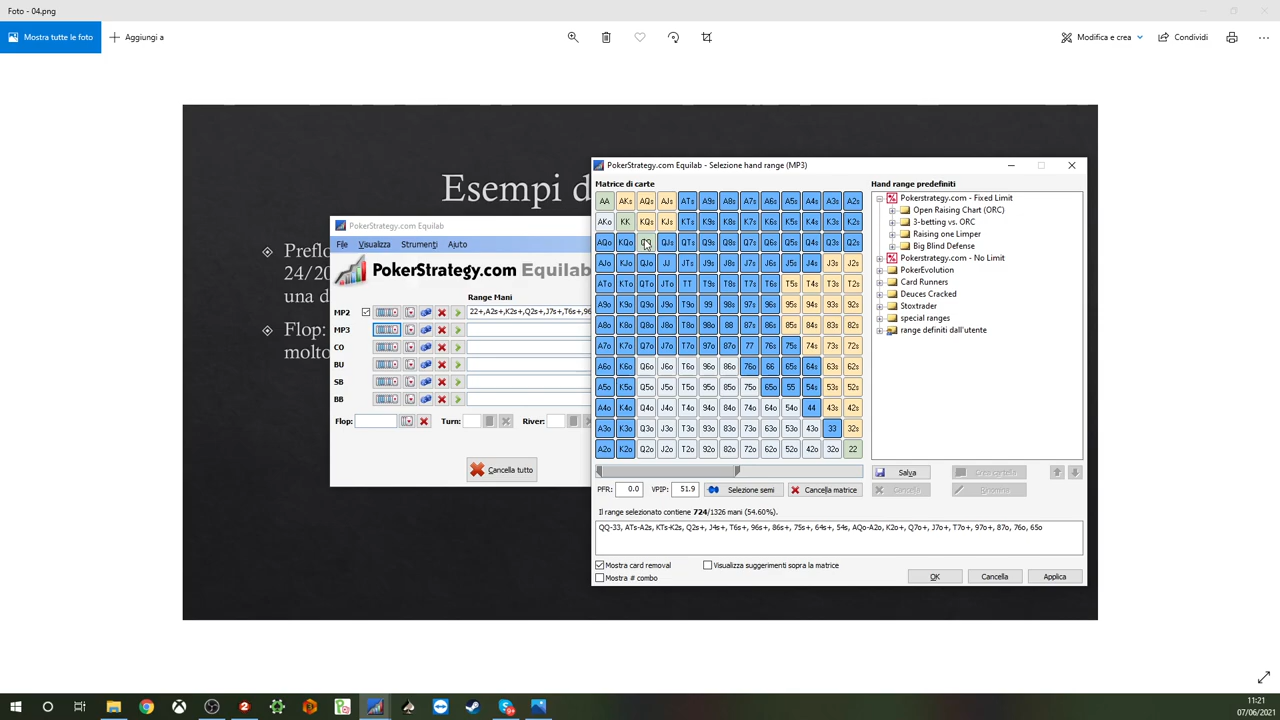 Foto - 04.png
Mostra tutte le foto
Aggiungi a
Modifica e crea
Condividi
Esempi d
Preflo
24/20
una d
Flop:
molto
PokerStrategy.com Equilab
File Visualizza Strumenti Ajuto
PokerStrategy.com Equilab
Range Mani
MP2 22+,A2s+,K2s+,Q2s+,J7s+,T6s+,96
MP3
CO
BU
SB
BB
Flop: Turn: River:
Cancella tutto
PokerStrategy.com Equilab - Selezione hand range (MP3)
Matrice di carte
AA AKs AQs AJs ATs A9s A8s A7s A6s A5s A4s A3s A2s
AKo KK KQs KJs KTs K9s K8s K7s K6s K5s K4s K3s K2s
AQo KQo QJs QTs Q9s Q8s Q7s Q6s Q5s Q4s Q3s Q2s
AJo KJo QJo JJ JTs J9s J8s J7s J6s J5s J4s J3s J2s
ATo KTo QTo JTo TT T9s T8s T7s T6s T5s T4s T3s T2s
A9o K9o Q9o J9o T9o 99 98s 97s 96s 95s 94s 93s 92s
A8o K8o Q8o J8o T8o 98o 88 87s 86s 85s 84s 83s 82s
A7o K7o Q7o J7o T7o 97o 87o 77 76s 75s 74s 73s 72s
A6o K6o Q6o J6o T6o 96o 86o 76o 66 65s 64s 63s 62s
A5o K5o Q5o J5o T5o 95o 85o 75o 65o 55 54s 53s 52s
A4o K4o Q4o J4o T4o 94o 84o 74o 64o 54o 44 43s 42s
A3o K3o Q3o J3o T3o 93o 83o 73o 63o 53o 43o 33 32s
A2o K2o Q2o J2o T2o 92o 82o 72o 62o 52o 42o 32o 22
PFR: 0.0 VPIP: 51.9 Selezione semi Cancella matrice
Il range selezionato contiene 724/1326 mani (54.60%).
QQ-33, ATs-A2s, KTs-K2s, Q2s+, J4s+, T6s+, 96s+, 86s+, 75s+, 64s+, 54s, AQo-A2o, K2o+, Q7o+, J7o+, T7o+, 97o+, 87o, 76o, 65o
Mostra card removal
Visualizza suggerimenti sopra la matrice
Mostra # combo
OK Cancella Applica
Hand range predefiniti
Pokerstrategy.com - Fixed Limit
Open Raising Chart (ORC)
3-betting vs. ORC
Raising one Limper
Big Blind Defense
Pokerstrategy.com - No Limit
PokerEvolution
Card Runners
Deuces Cracked
Stoxtrader
special ranges
range definiti dall'utente
Salva Crea cartella
Cancella Rinomina
11:21
07/06/2021